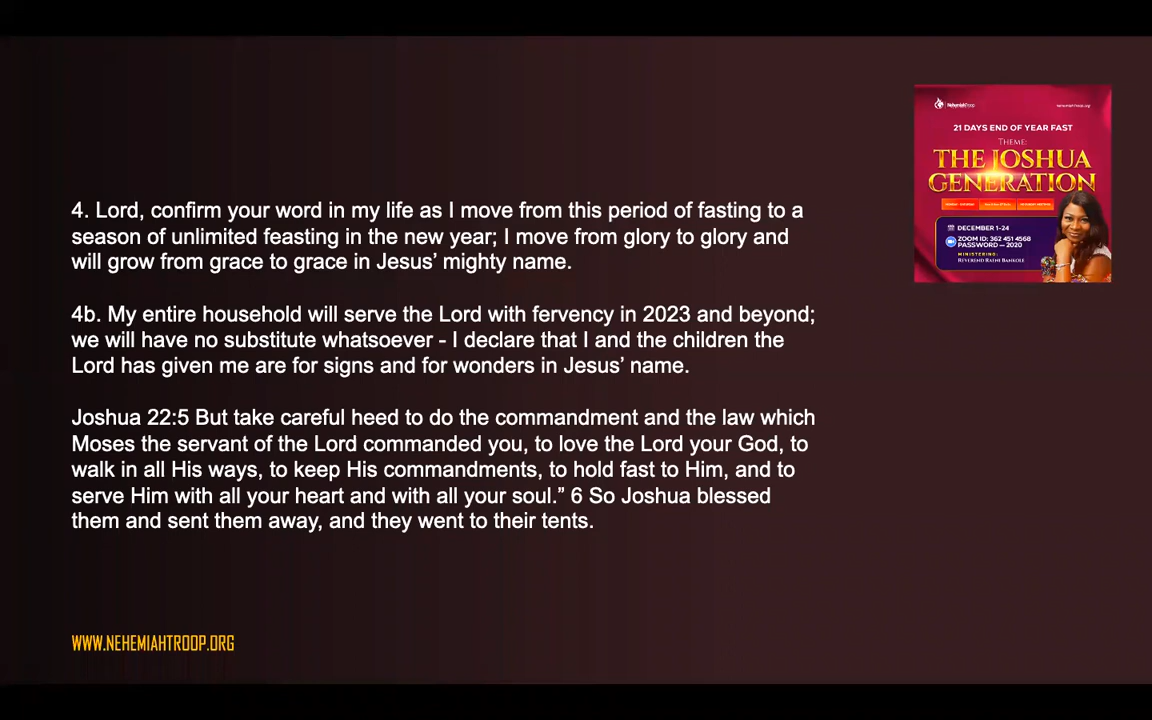 4. Lord, confirm your word in my life as I move from this period of fasting to a
season of unlimited feasting in the new year; I move from glory to glory and
will grow from grace to grace in Jesus’ mighty name.
4b. My entire household will serve the Lord with fervency in 2023 and beyond;
we will have no substitute whatsoever - I declare that I and the children the
Lord has given me are for signs and for wonders in Jesus’ name.
Joshua 22:5 But take careful heed to do the commandment and the law which
Moses the servant of the Lord commanded you, to love the Lord your God, to
walk in all His ways, to keep His commandments, to hold fast to Him, and to
serve Him with all your heart and with all your soul.” 6 So Joshua blessed
them and sent them away, and they went to their tents.
WWW.NEHEMIAHTROOP.ORG
NehemiahTroop
nehemiahtroop.org
21 DAYS END OF YEAR FAST
THEME:
THE JOSHUA
GENERATION
DECEMBER 1-24
ZOOM ID: 362 451 4568
PASSWORD — 2020
MINISTERING:
REVEREND RATHI BANKOLE